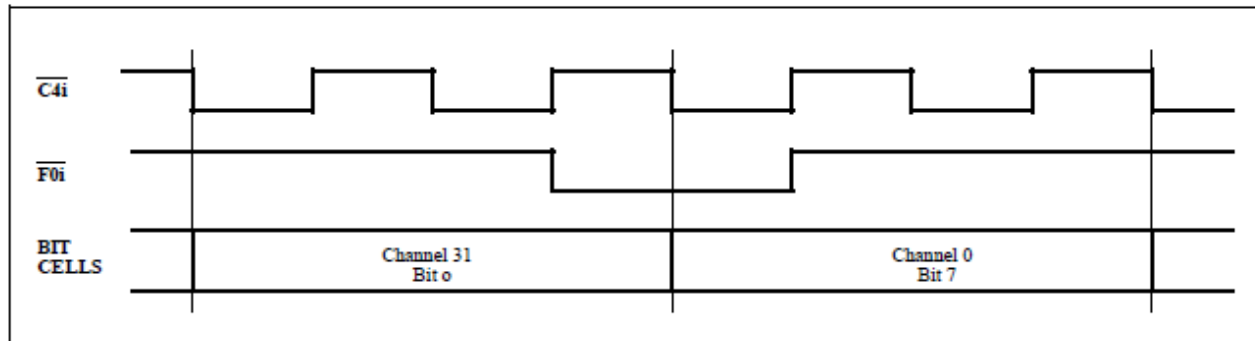 C4i
F0i
BIT
CELLS
Channel 31
Bit o
Channel 0
Bit 7